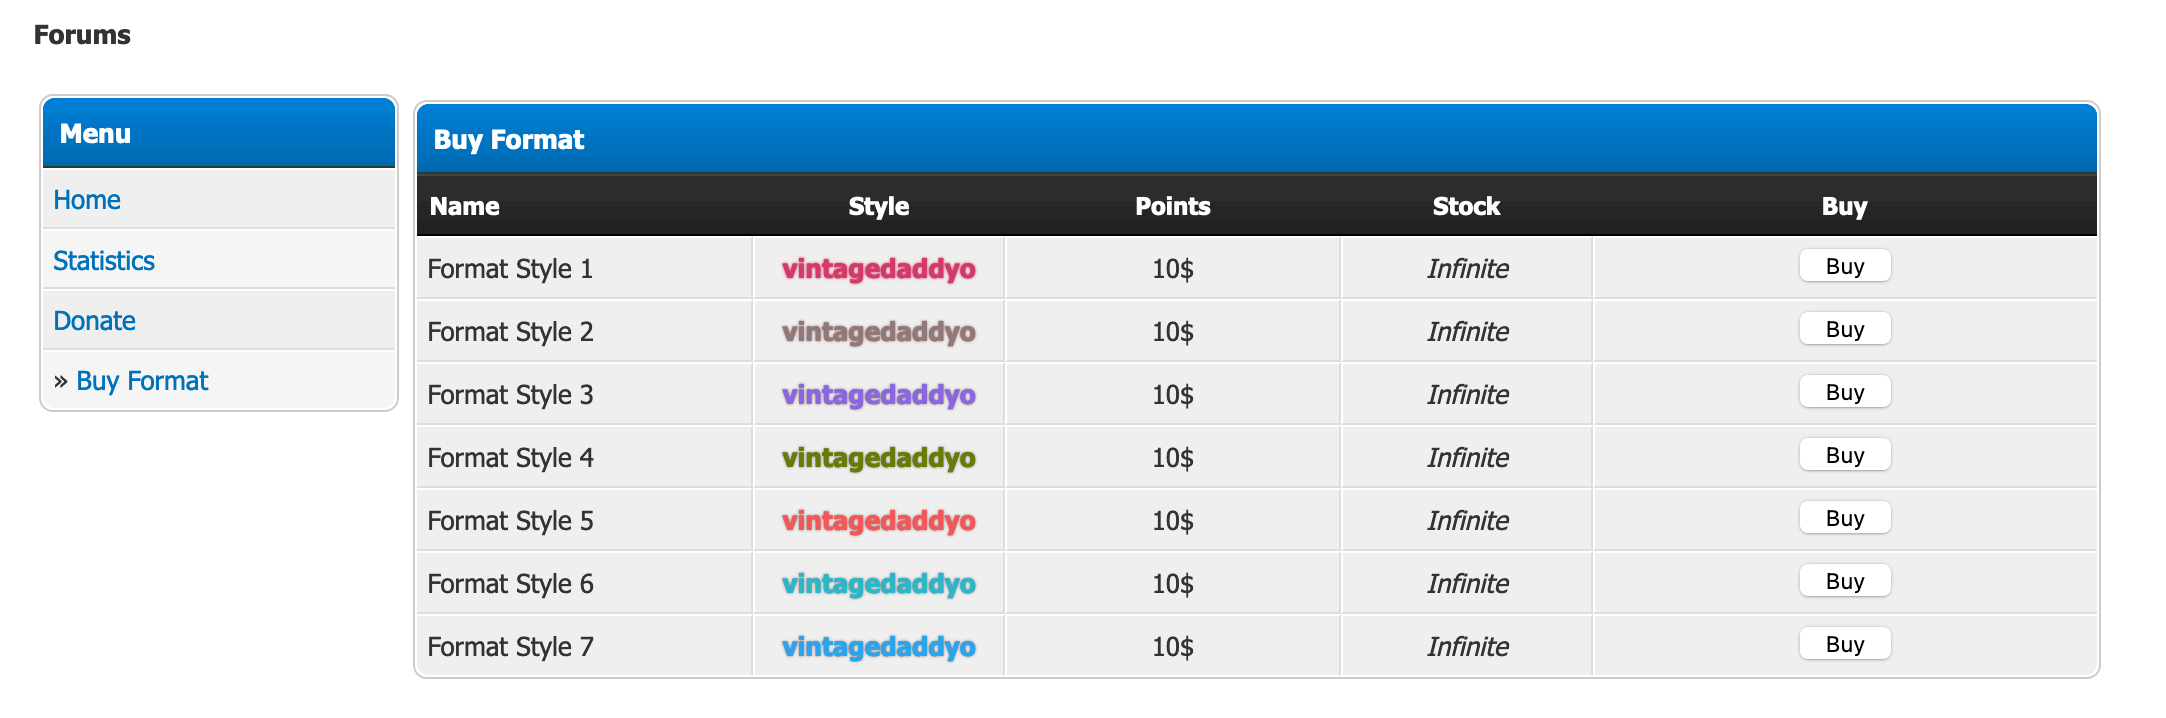 Forums
Menu
Home
Statistics
Donate
» Buy Format
Buy Format
Name Style Points Stock Buy
Format Style 1 vintagedaddyo 10$ Infinite Buy
Format Style 2 vintagedaddyo 10$ Infinite Buy
Format Style 3 vintagedaddyo 10$ Infinite Buy
Format Style 4 vintagedaddyo 10$ Infinite Buy
Format Style 5 vintagedaddyo 10$ Infinite Buy
Format Style 6 vintagedaddyo 10$ Infinite Buy
Format Style 7 vintagedaddyo 10$ Infinite Buy